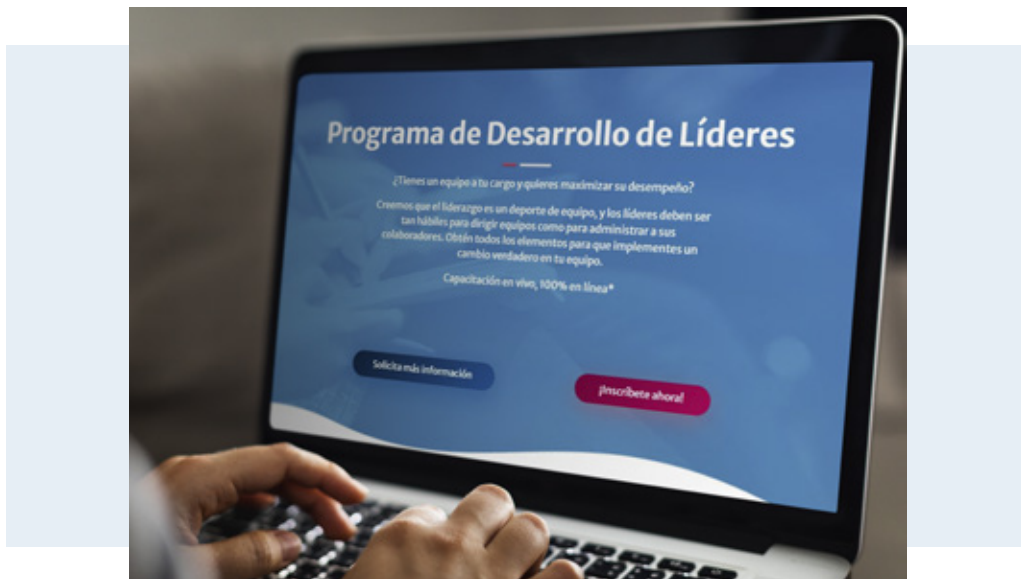 Programa de Desarrollo de Líderes
¿Tienes un equipo a tu cargo y quieres maximizar su desempeño?
Creemos que el liderazgo es un deporte de equipo, y los líderes deben ser
tan hábiles para dirigir equipos como para administrar a sus
colaboradores. Obtén todos los elementos para que implementes un
cambio verdadero en tu equipo.
Capacitación en vivo, 100% en línea*
Solicita más información
¡Inscríbete ahora!